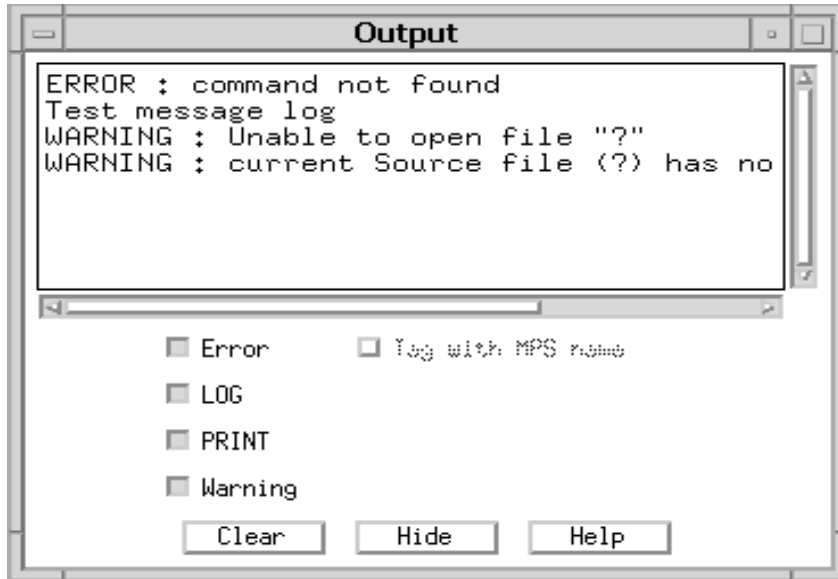 Output
ERROR : command not found
Test message log
WARNING : Unable to open file "?"
WARNING : current Source file (?) has no
Error
Tag with MPS name
LOG
PRINT
Warning
Clear
Hide
Help